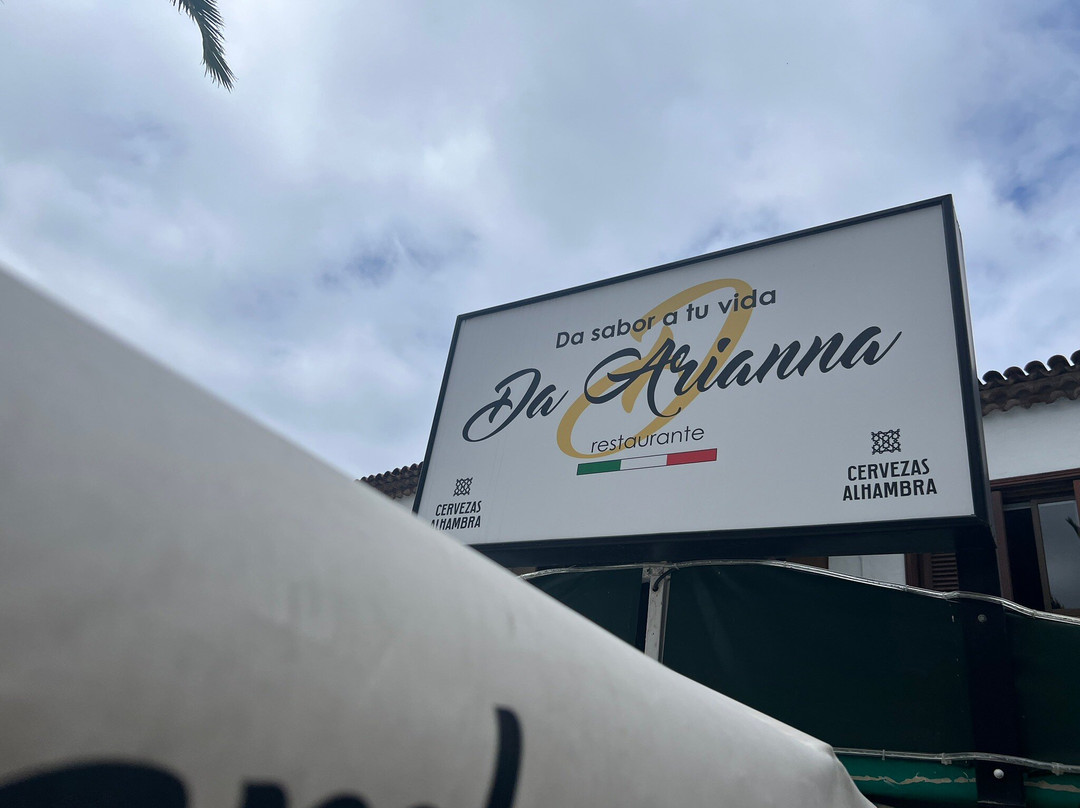 Da sabor a tu vida
Da Arianna
restaurante
CERVEZAS
ALHAMBRA
CERVEZAS
ALHAMBRA